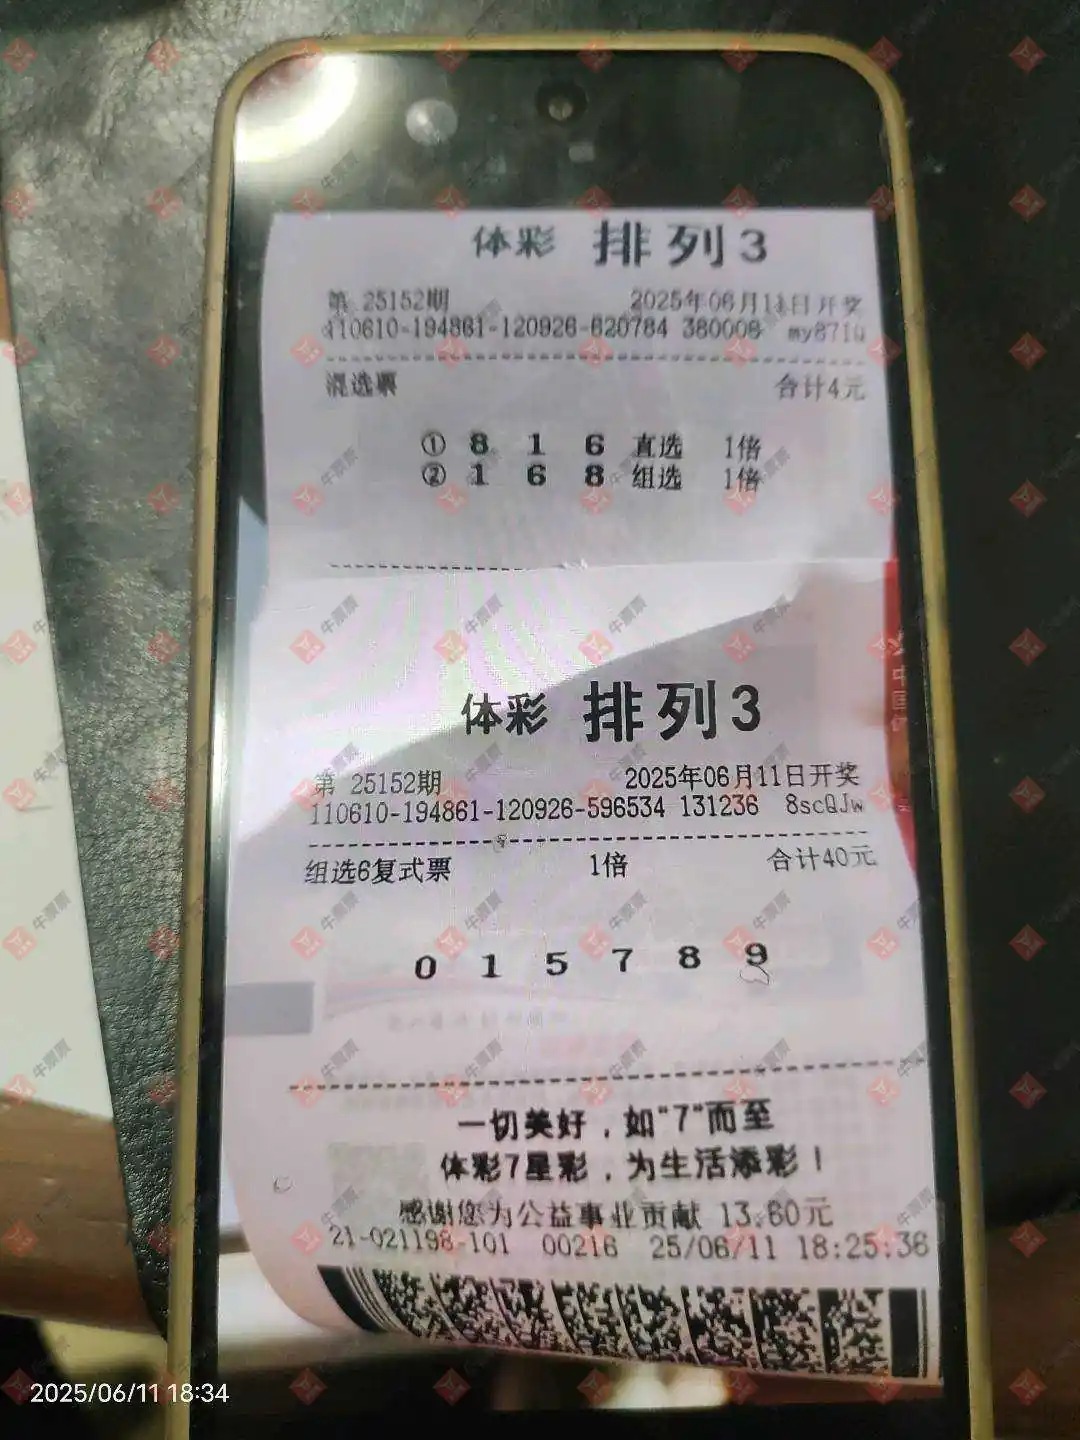 体彩 排列3
第 25152期 2025年06月11日开奖
110610-194861-120926-620784 380008 my871Q
混选票 合计4元
① 8 1 6 直选 1倍
② 1 6 8 组选 1倍
体彩 排列3
第 25152期 2025年06月11日开奖
110610-194861-120926-596534 131236 8scQJw
组选6复式票 1倍 合计40元
0 1 5 7 8 9
一切美好，如"7"而至
体彩7星彩，为生活添彩！
感谢您为公益事业贡献 13.60元
21-021198-101 00216 25/06/11 18:25:36
2025/06/11 18:34
牛票票